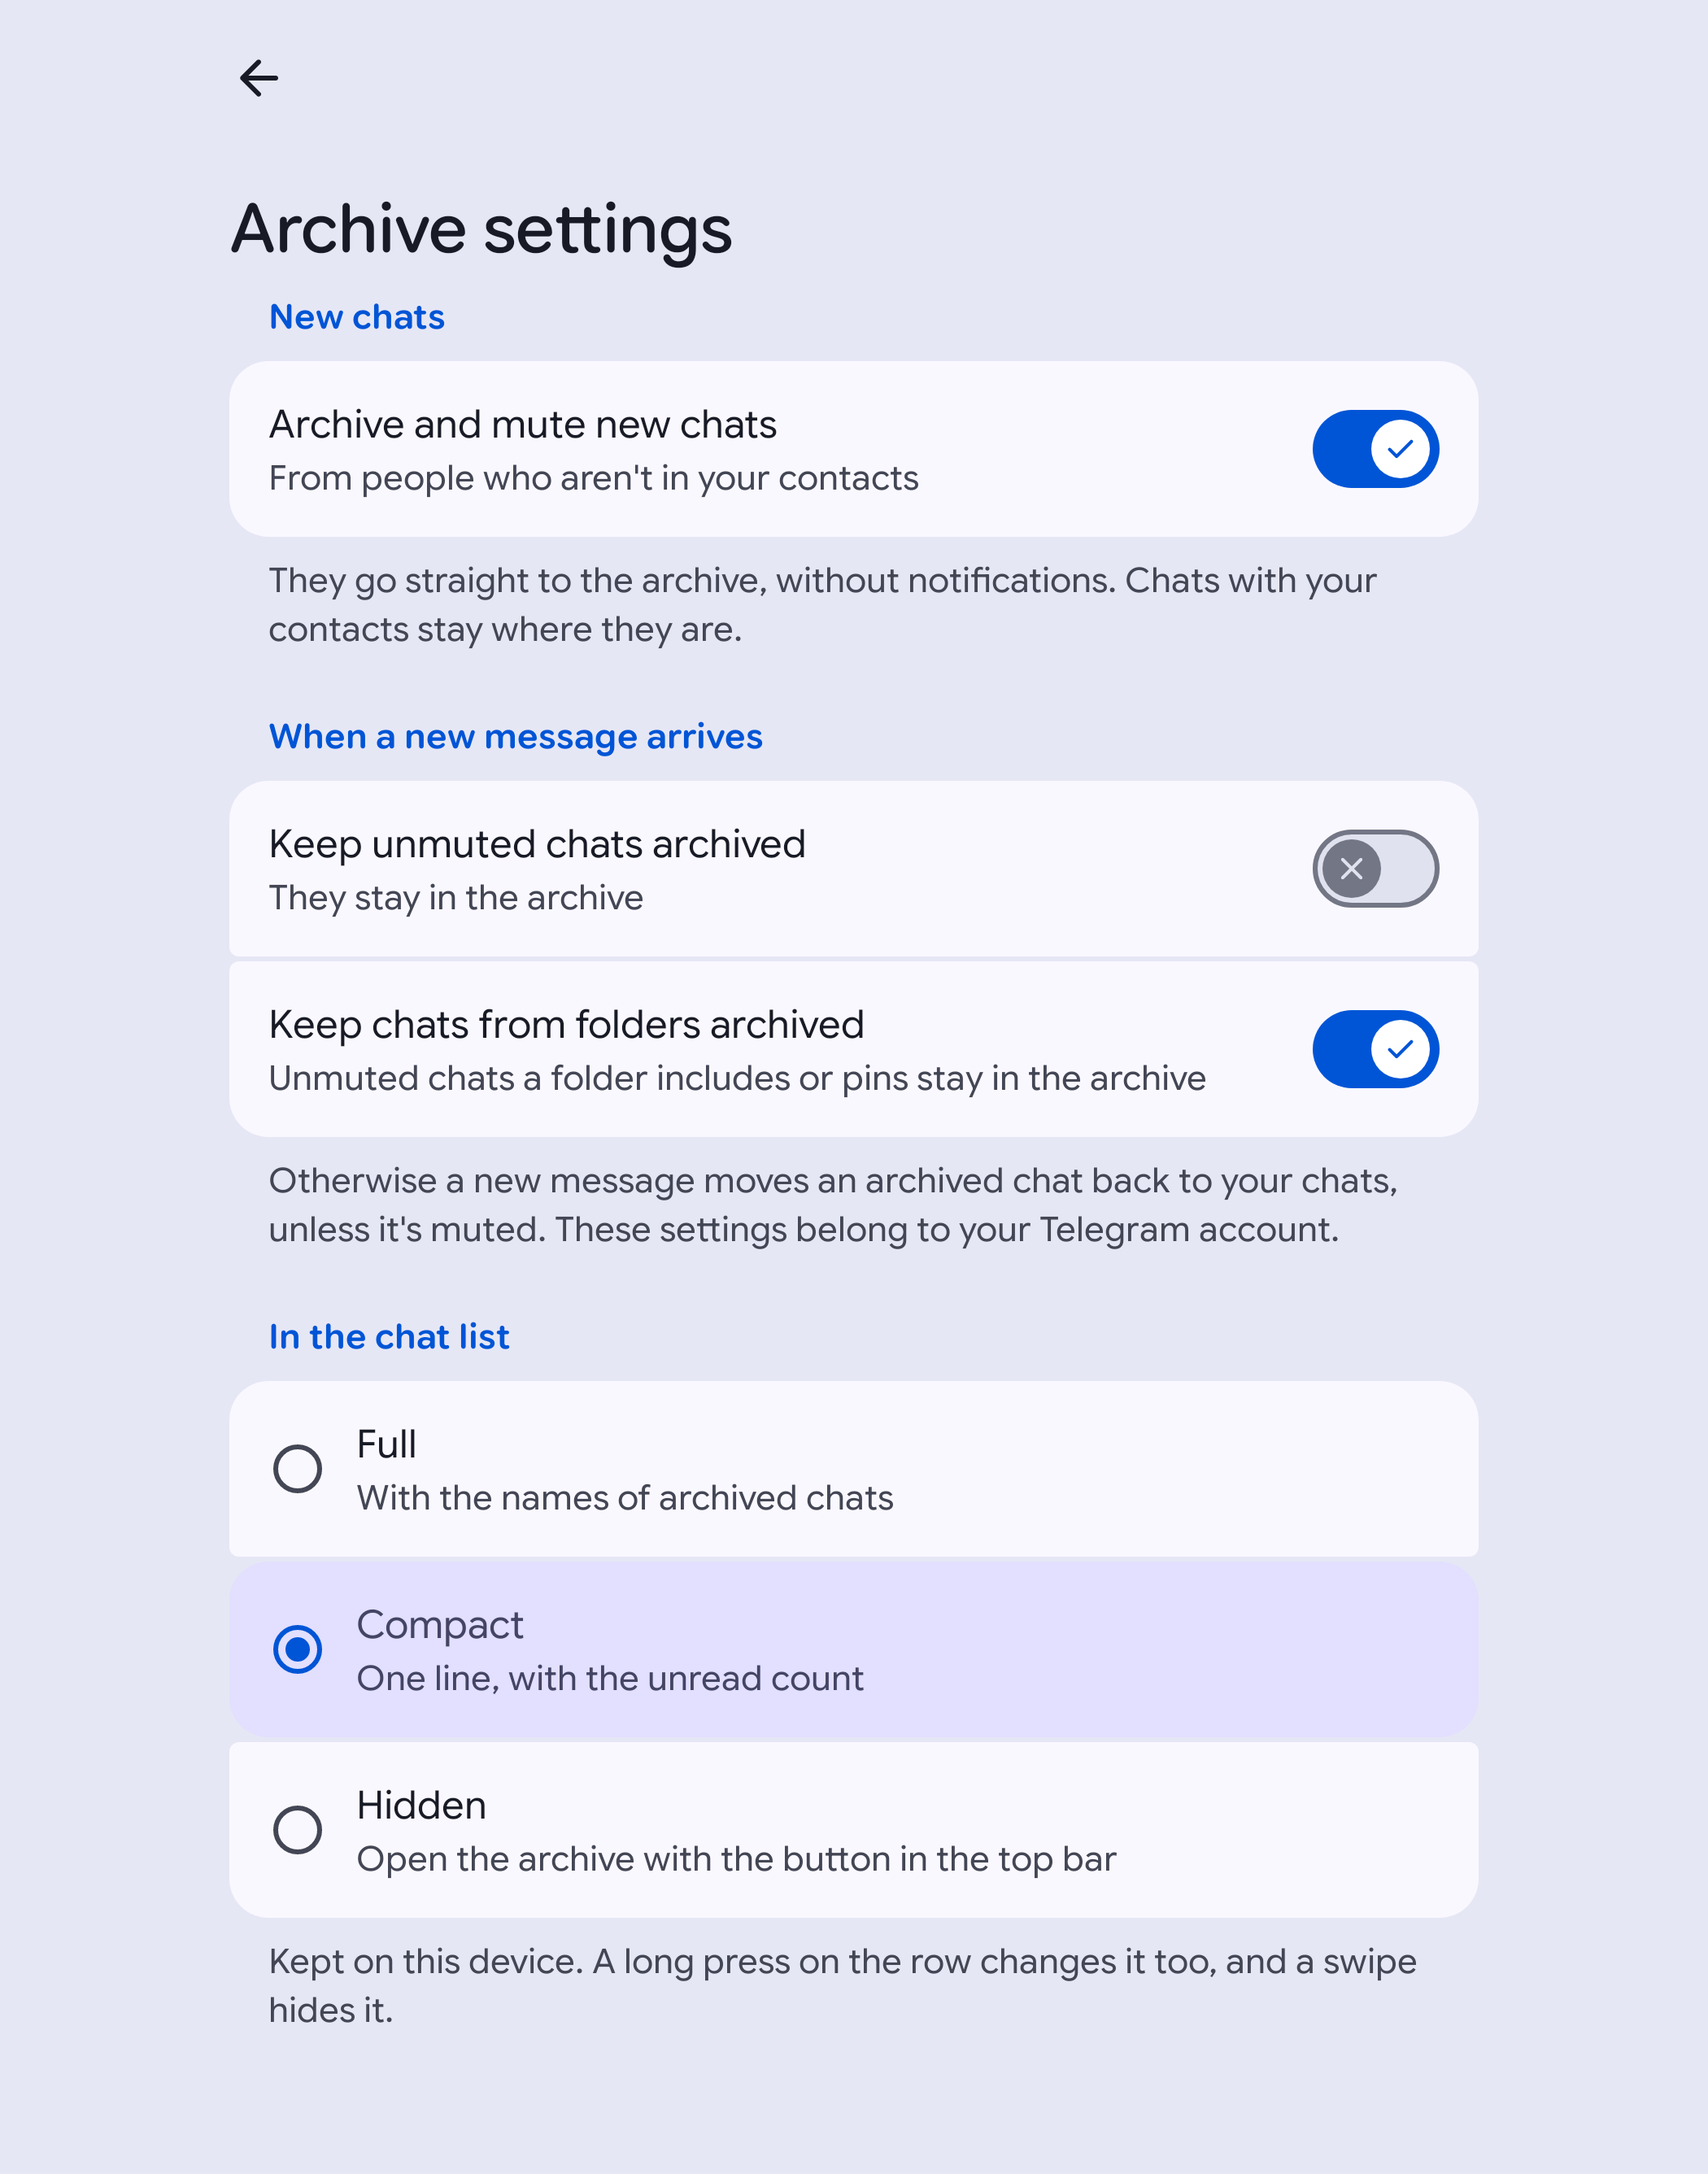 Archive settings
New chats
Archive and mute new chats
From people who aren't in your contacts
They go straight to the archive, without notifications. Chats with your
contacts stay where they are.
When a new message arrives
Keep unmuted chats archived
They stay in the archive
Keep chats from folders archived
Unmuted chats a folder includes or pins stay in the archive
Otherwise a new message moves an archived chat back to your chats,
unless it's muted. These settings belong to your Telegram account.
In the chat list
Full
With the names of archived chats
Compact
One line, with the unread count
Hidden
Open the archive with the button in the top bar
Kept on this device. A long press on the row changes it too, and a swipe
hides it.